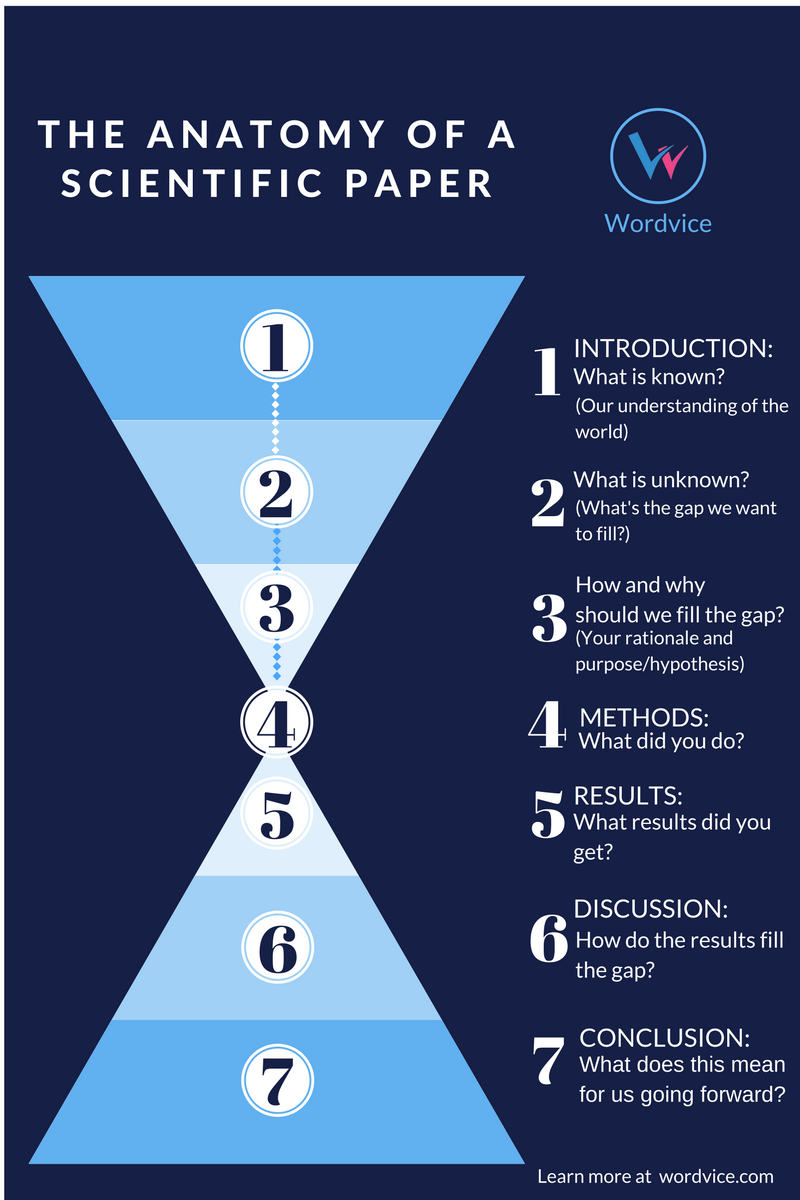 THE ANATOMY OF A
SCIENTIFIC PAPER
Wordvice
1
2
3
4
5
6
7
1 INTRODUCTION:
What is known?
(Our understanding of the
world)
2 What is unknown?
(What's the gap we want
to fill?)
3 How and why
should we fill the gap?
(Your rationale and
purpose/hypothesis)
4 METHODS:
What did you do?
5 RESULTS:
What results did you
get?
6 DISCUSSION:
How do the results fill
the gap?
7 CONCLUSION:
What does this mean
for us going forward?
Learn more at wordvice.com